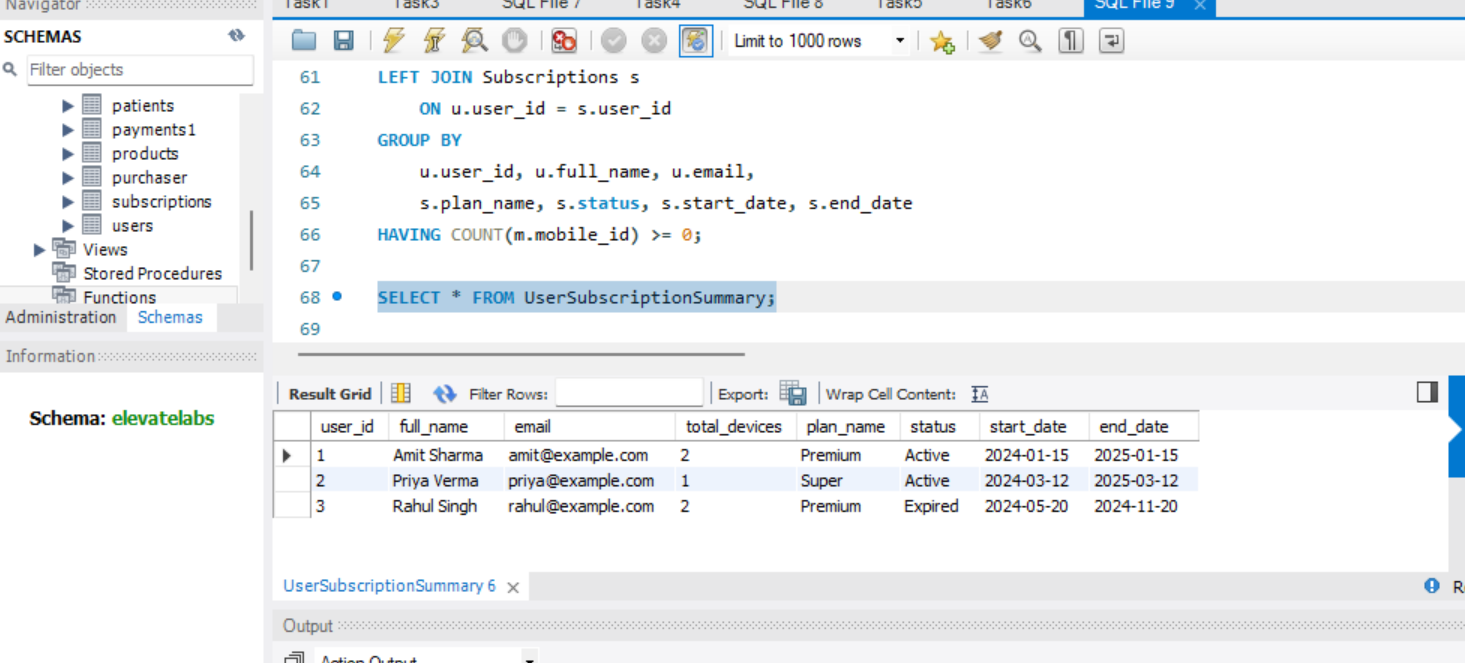 Navigator
Task1 Task3 SQL File 7 Task4 SQL File 8 Task5 Task6 SQL File 9
SCHEMAS
Filter objects
patients
payments1
products
purchaser
subscriptions
users
Views
Stored Procedures
Functions
Administration Schemas
Information
Schema: elevatelabs
Limit to 1000 rows
61 LEFT JOIN Subscriptions s
62 ON u.user_id = s.user_id
63 GROUP BY
64 u.user_id, u.full_name, u.email,
65 s.plan_name, s.status, s.start_date, s.end_date
66 HAVING COUNT(m.mobile_id) >= 0;
67
68 SELECT * FROM UserSubscriptionSummary;
69
Result Grid Filter Rows: Export: Wrap Cell Content:
user_id full_name email total_devices plan_name status start_date end_date
1 Amit Sharma amit@example.com 2 Premium Active 2024-01-15 2025-01-15
2 Priya Verma priya@example.com 1 Super Active 2024-03-12 2025-03-12
3 Rahul Singh rahul@example.com 2 Premium Expired 2024-05-20 2024-11-20
UserSubscriptionSummary 6
Output
Action Output